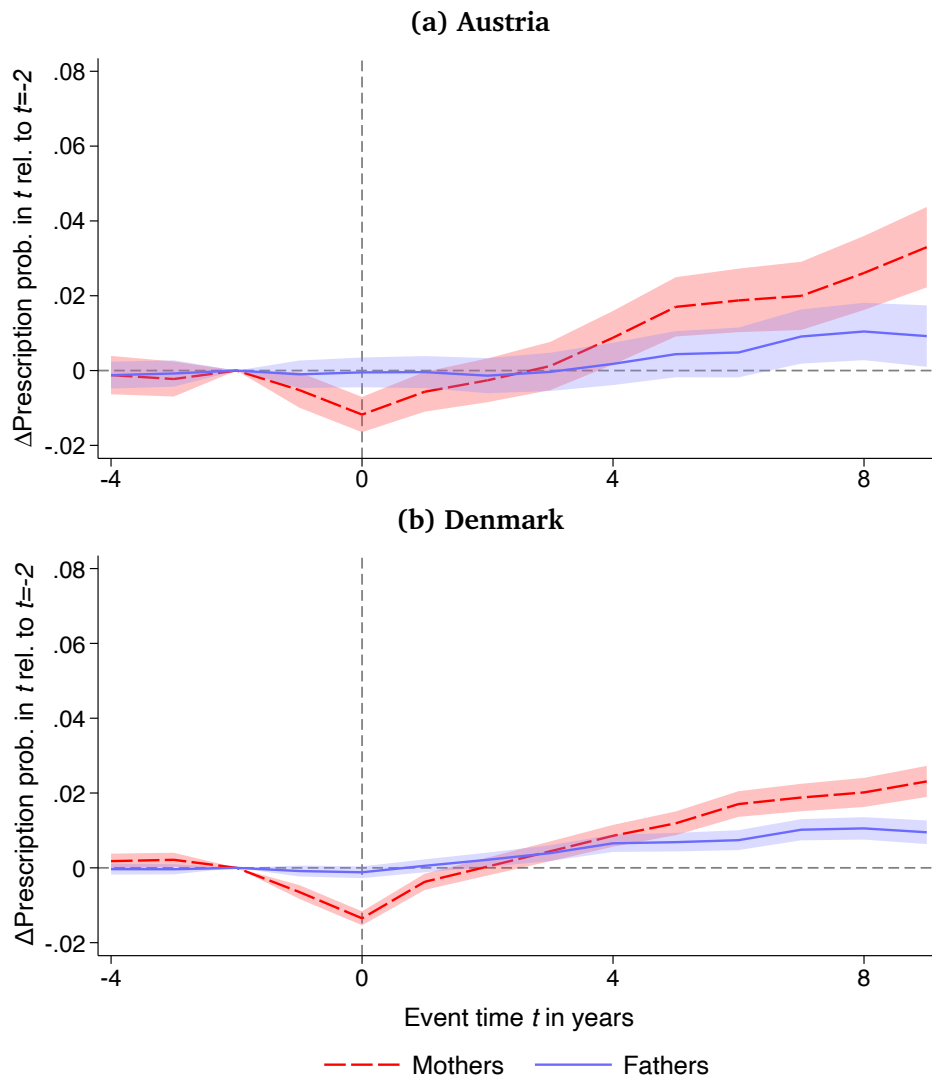 (a) Austria
ΔPrescription prob. in t rel. to t=-2
.08
.06
.04
.02
0
-.02
-4
0
4
8
(b) Denmark
ΔPrescription prob. in t rel. to t=-2
.08
.06
.04
.02
0
-.02
-4
0
4
8
Event time t in years
Mothers
Fathers